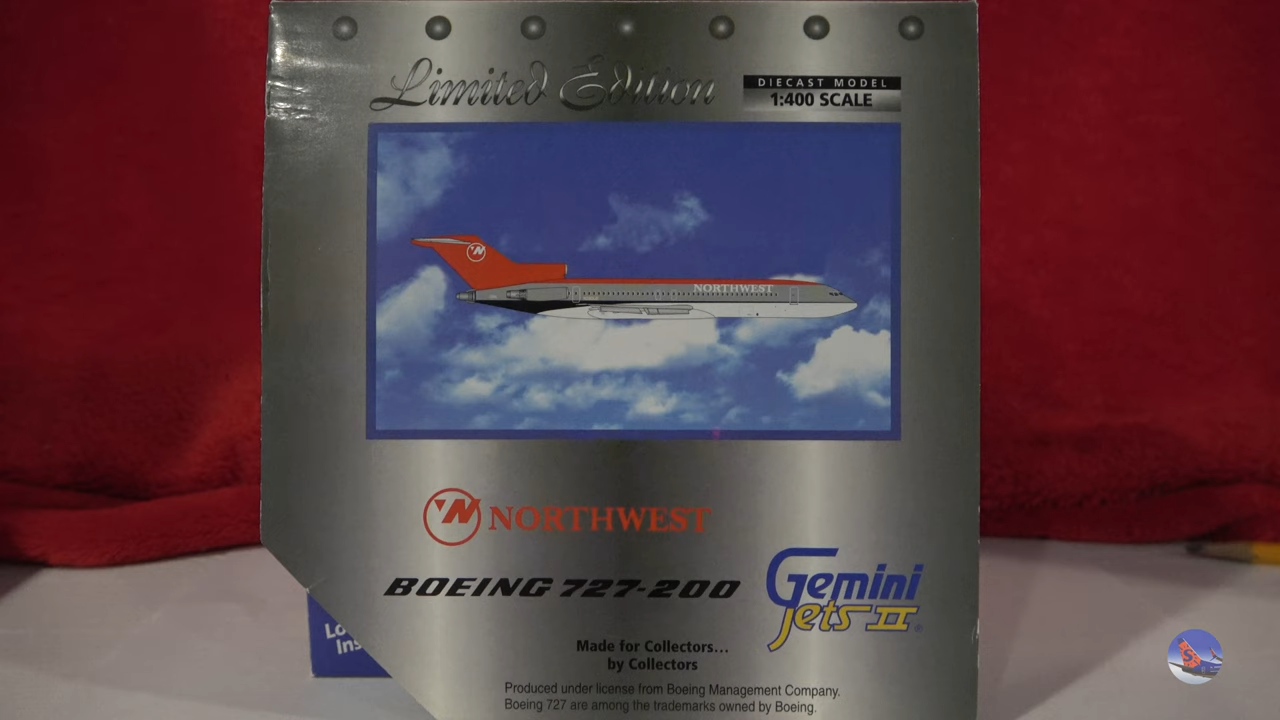 Limited Edition
DIECAST MODEL
1:400 SCALE
NORTHWEST
NORTHWEST
BOEING 727-200
Gemini
Jets II
Made for Collectors...
by Collectors
Produced under license from Boeing Management Company.
Boeing 727 are among the trademarks owned by Boeing.